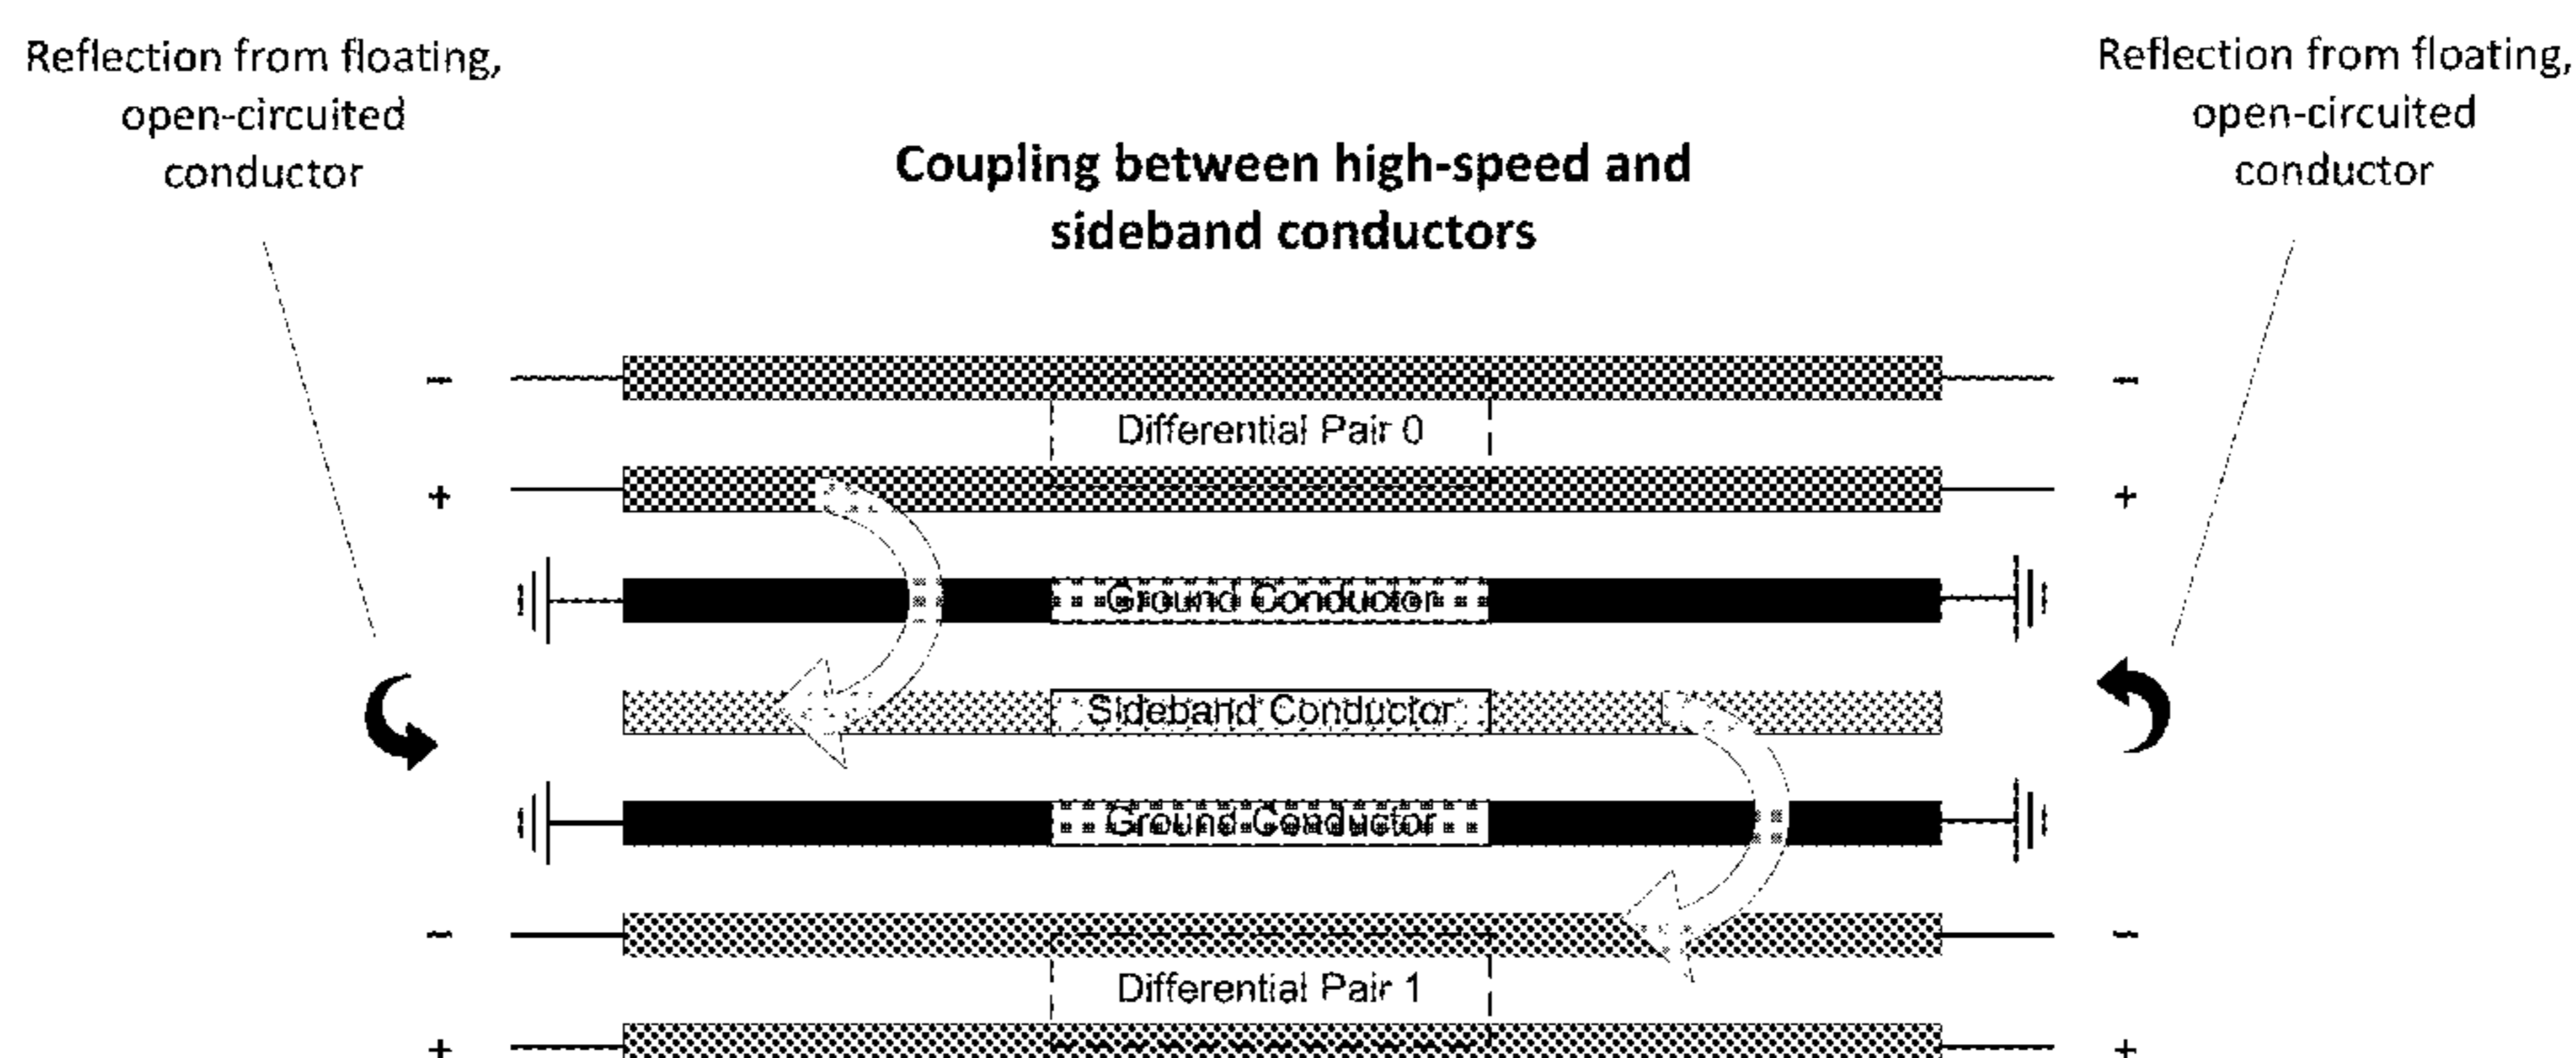 Reflection from floating,
open-circuited
conductor
Coupling between high-speed and
sideband conductors
Reflection from floating,
open-circuited
conductor
− −
Differential Pair 0
+ +
Ground Conductor
Sideband Conductor
Ground Conductor
− −
Differential Pair 1
+ +